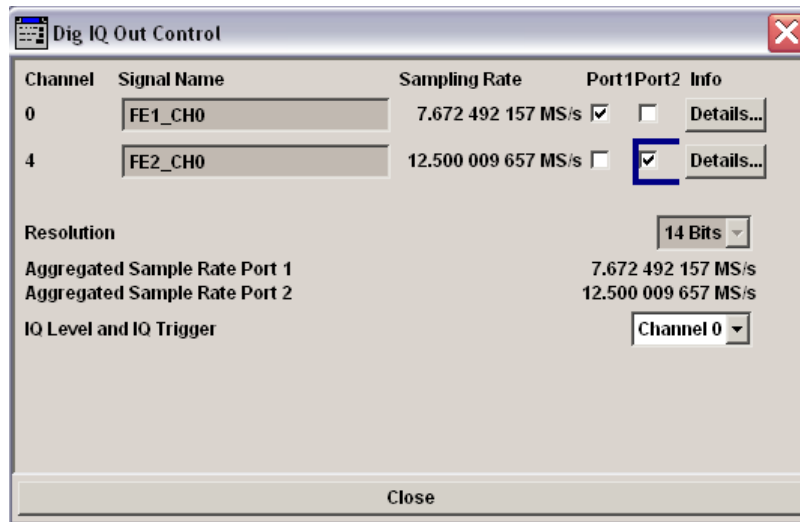 Dig IQ Out Control
Channel Signal Name Sampling Rate Port1 Port2 Info
0 FE1_CH0 7.672 492 157 MS/s Details...
4 FE2_CH0 12.500 009 657 MS/s Details...
Resolution 14 Bits
Aggregated Sample Rate Port 1 7.672 492 157 MS/s
Aggregated Sample Rate Port 2 12.500 009 657 MS/s
IQ Level and IQ Trigger Channel 0
Close